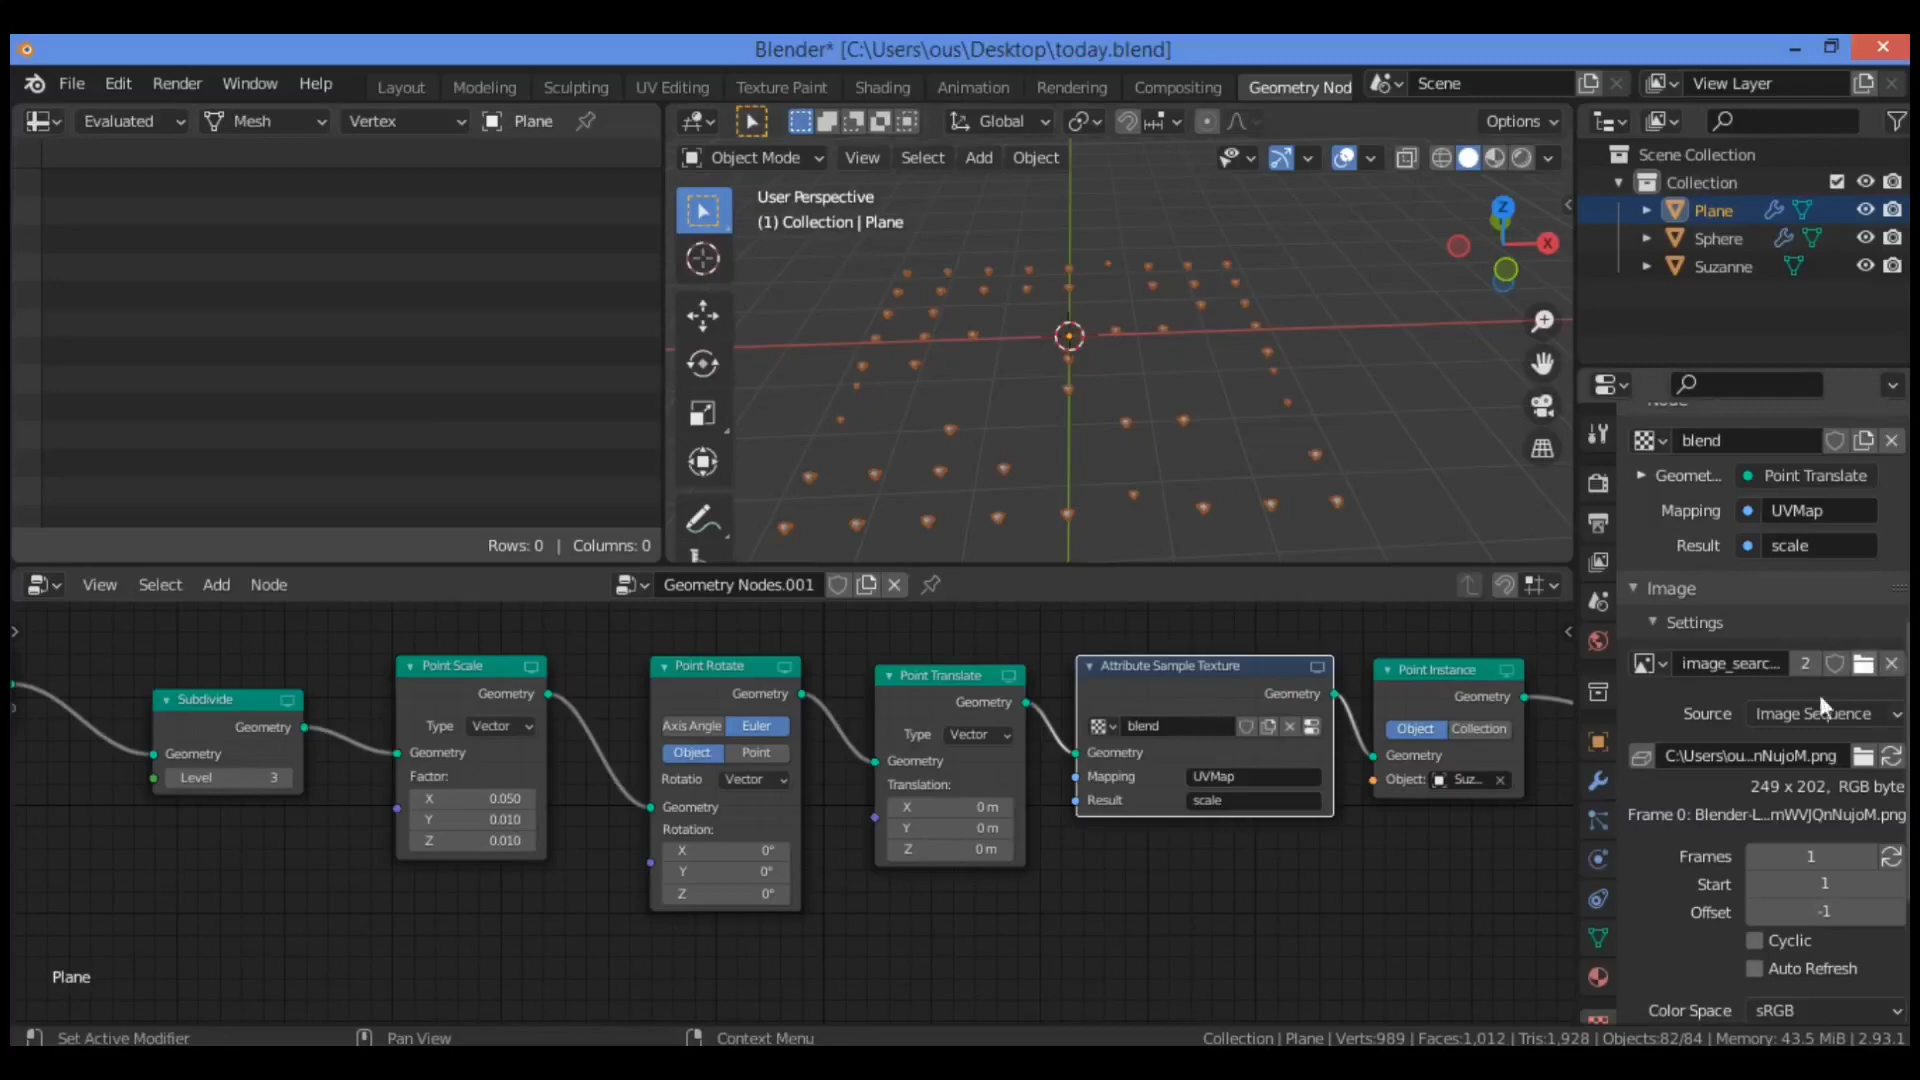 Blender* [C:\Users\ous\Desktop\today.blend]
File Edit Render Window Help Layout Modeling Sculpting UV Editing Texture Paint Shading Animation Rendering Compositing Geometry Nod Scene View Layer
Evaluated Mesh Vertex Plane
Global Options
Object Mode View Select Add Object
User Perspective
(1) Collection | Plane
Z
X
Rows: 0 | Columns: 0
Scene Collection
Collection
Plane
Sphere
Suzanne
blend
Geomet... Point Translate
Mapping UVMap
Result scale
Image
Settings
image_searc... 2
Source Image Sequence
C:\Users\ou...nNujoM.png
249 x 202, RGB byte
Frame 0: Blender-L...mWVJQnNujoM.png
Frames 1
Start 1
Offset -1
Cyclic
Auto Refresh
Color Space sRGB
View Select Add Node Geometry Nodes.001
Subdivide
Geometry
Geometry
Level 3
Point Scale
Geometry
Type Vector
Geometry
Factor:
X 0.050
Y 0.010
Z 0.010
Point Rotate
Geometry
Axis Angle Euler
Object Point
Rotatio Vector
Geometry
Rotation:
X 0°
Y 0°
Z 0°
Point Translate
Geometry
Type Vector
Geometry
Translation:
X 0 m
Y 0 m
Z 0 m
Attribute Sample Texture
Geometry
blend
Geometry
Mapping UVMap
Result scale
Point Instance
Geometry
Object Collection
Geometry
Object: Suz...
Plane
Set Active Modifier Pan View Context Menu Collection | Plane | Verts:989 | Faces:1,012 | Tris:1,928 | Objects:82/84 | Memory: 43.5 MiB | 2.93.1